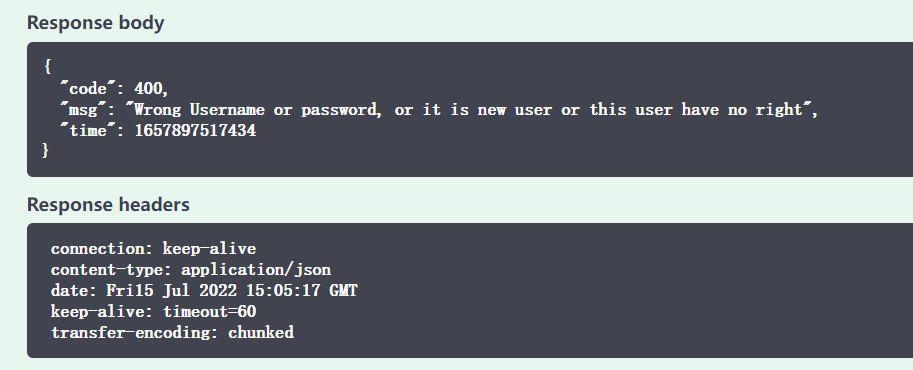 Response body
{
"code": 400,
"msg": "Wrong Username or password, or it is new user or this user have no right",
"time": 1657897517434
}
Response headers
connection: keep-alive
content-type: application/json
date: Fri15 Jul 2022 15:05:17 GMT
keep-alive: timeout=60
transfer-encoding: chunked